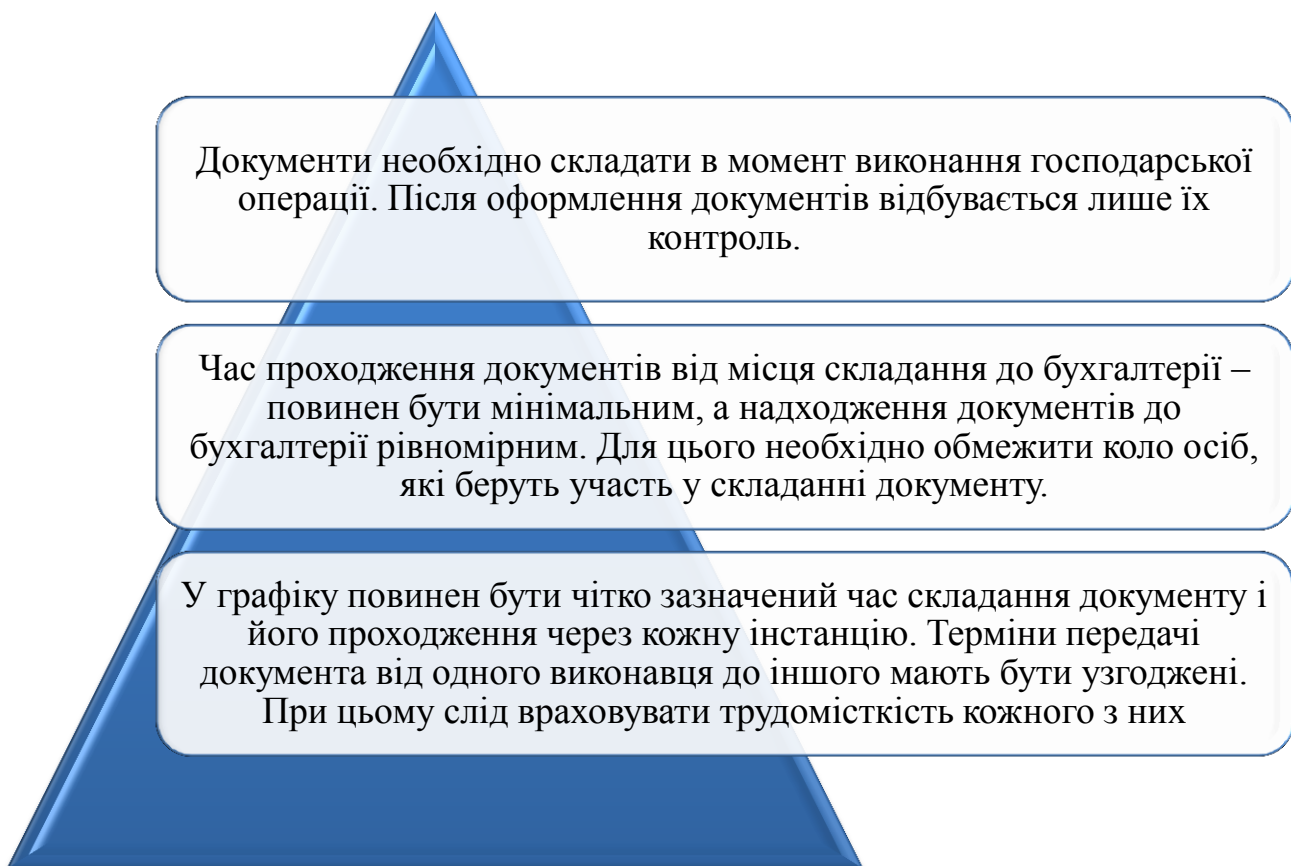 Документи необхідно складати в момент виконання господарської
операції. Після оформлення документів відбувається лише їх
контроль.
Час проходження документів від місця складання до бухгалтерії –
повинен бути мінімальним, а надходження документів до
бухгалтерії рівномірним. Для цього необхідно обмежити коло осіб,
які беруть участь у складанні документу.
У графіку повинен бути чітко зазначений час складання документу і
його проходження через кожну інстанцію. Терміни передачі
документа від одного виконавця до іншого мають бути узгоджені.
При цьому слід враховувати трудомісткість кожного з них